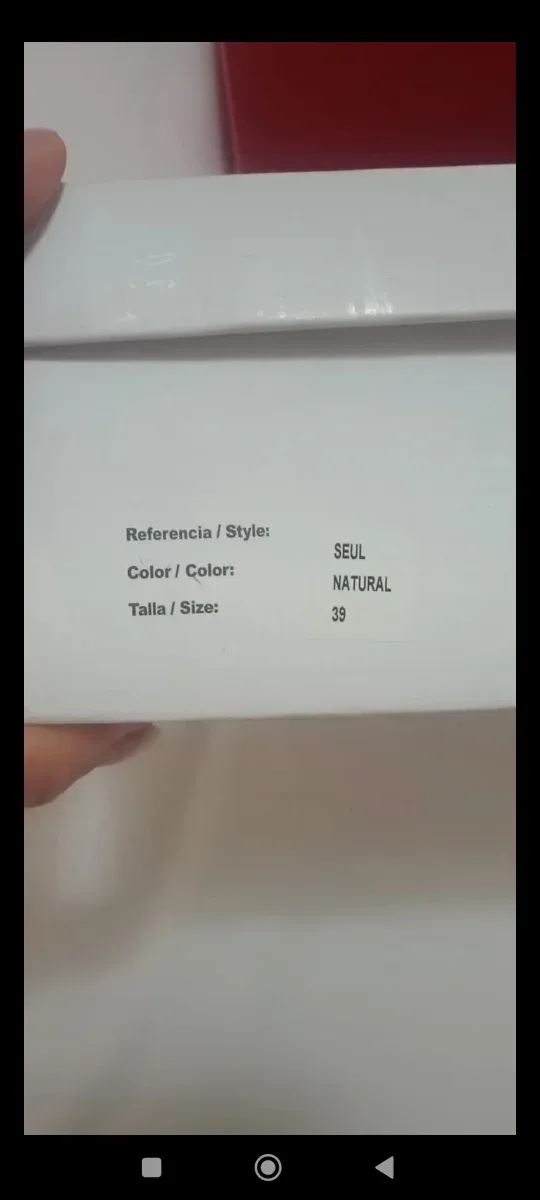 Referencia / Style:
SEUL
Color / Color:
NATURAL
Talla / Size:
39